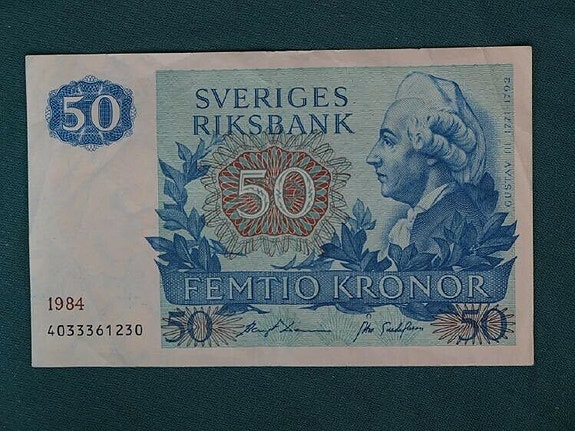 50
SVERIGES
RIKSBANK
50
GUSTAV III 1771-1792
FEMTIO KRONOR
1984
4033361230
50
50